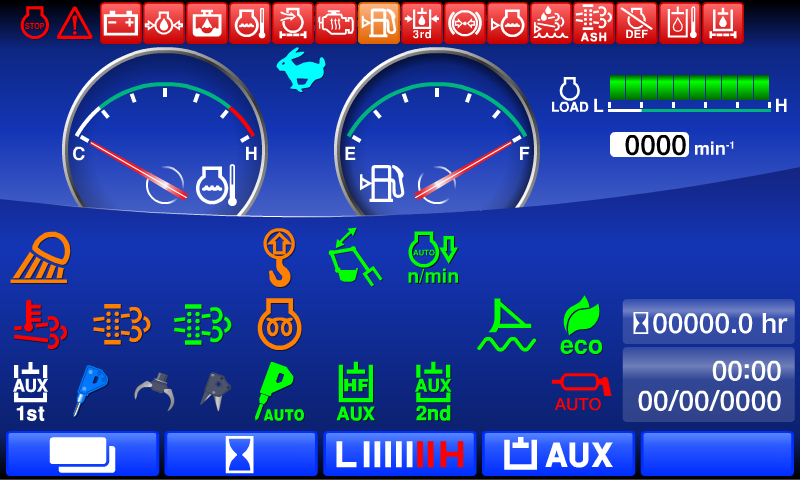 STOP
3rd
ASH
DEF
C
H
E
F
LOAD
L
H
0000 min-1
AUTO
n/min
eco
00000.0 hr
AUX
1st
AUTO
HF
AUX
AUX
2nd
AUTO
00:00
00/00/0000
L H
AUX